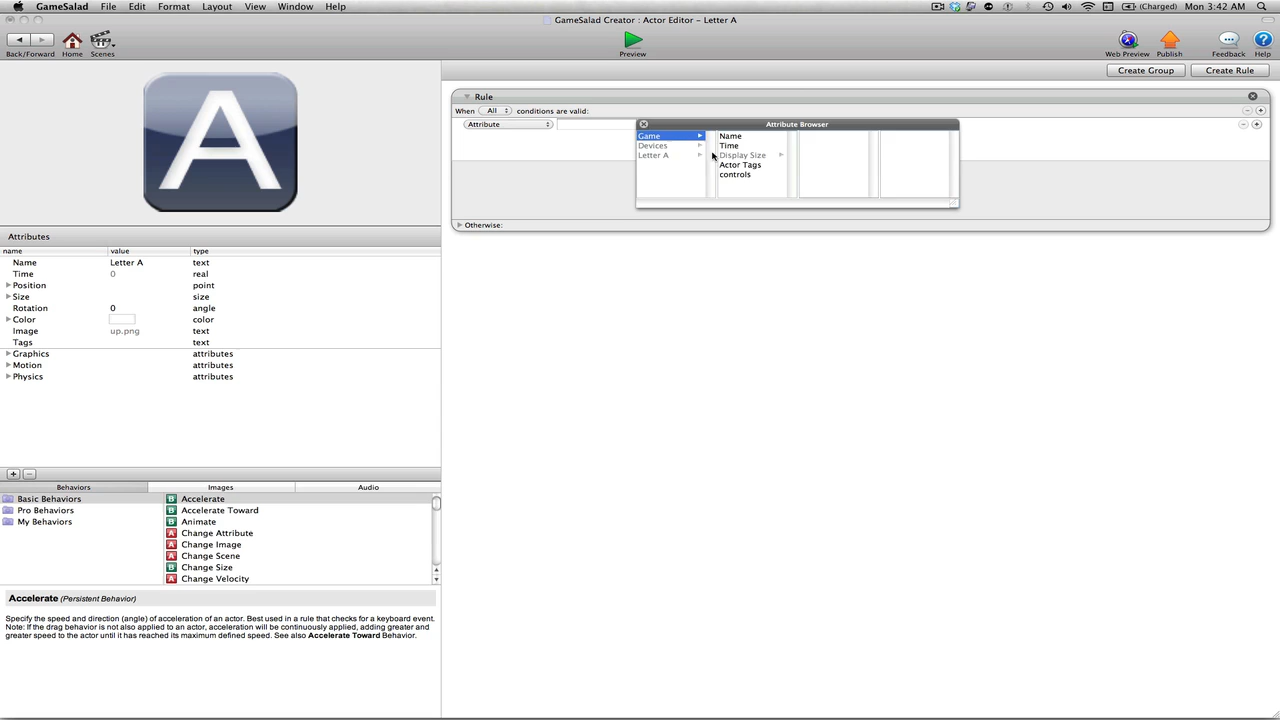 GameSalad File Edit Format Layout View Window Help (Charged) Mon 3:42 AM
GameSalad Creator : Actor Editor - Letter A
Back/Forward Home Scenes Preview Web Preview Publish Feedback Help
Create Group Create Rule
A
Rule
When All conditions are valid:
Attribute
Attribute Browser
Game Name
Devices Time
Letter A Display Size
Actor Tags
controls
Otherwise:
Attributes
name value type
Name Letter A text
Time 0 real
Position point
Size size
Rotation 0 angle
Color color
Image up.png text
Tags text
Graphics attributes
Motion attributes
Physics attributes
Behaviors Images Audio
Basic Behaviors B Accelerate
Pro Behaviors B Accelerate Toward
My Behaviors B Animate
A Change Attribute
A Change Image
A Change Scene
B Change Size
A Change Velocity
Accelerate (Persistent Behavior)
Specify the speed and direction (angle) of acceleration of an actor. Best used in a rule that checks for a keyboard event.
Note: If the drag behavior is not also applied to an actor, acceleration will be continuously applied, adding greater and
greater speed to the actor until it has reached its maximum defined speed. See also Accelerate Toward Behavior.